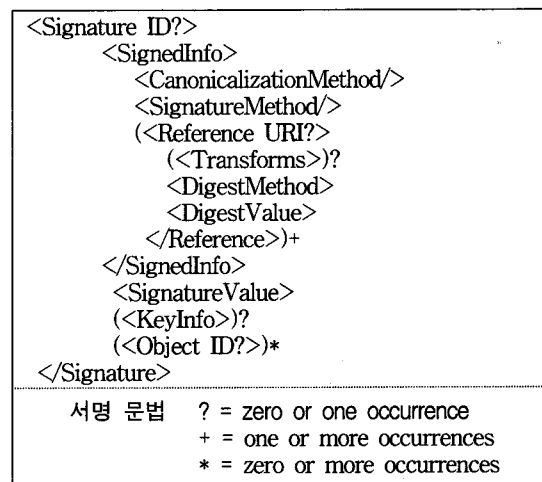 <Signature ID?>
<SignedInfo>
<CanonicalizationMethod/>
<SignatureMethod/>
(<Reference URI?>
(<Transforms>)?
<DigestMethod>
<DigestValue>
</Reference>)+
</SignedInfo>
<SignatureValue>
(<KeyInfo>)?
(<Object ID?>)*
</Signature>
서명 문법 ? = zero or one occurrence
+ = one or more occurrences
* = zero or more occurrences